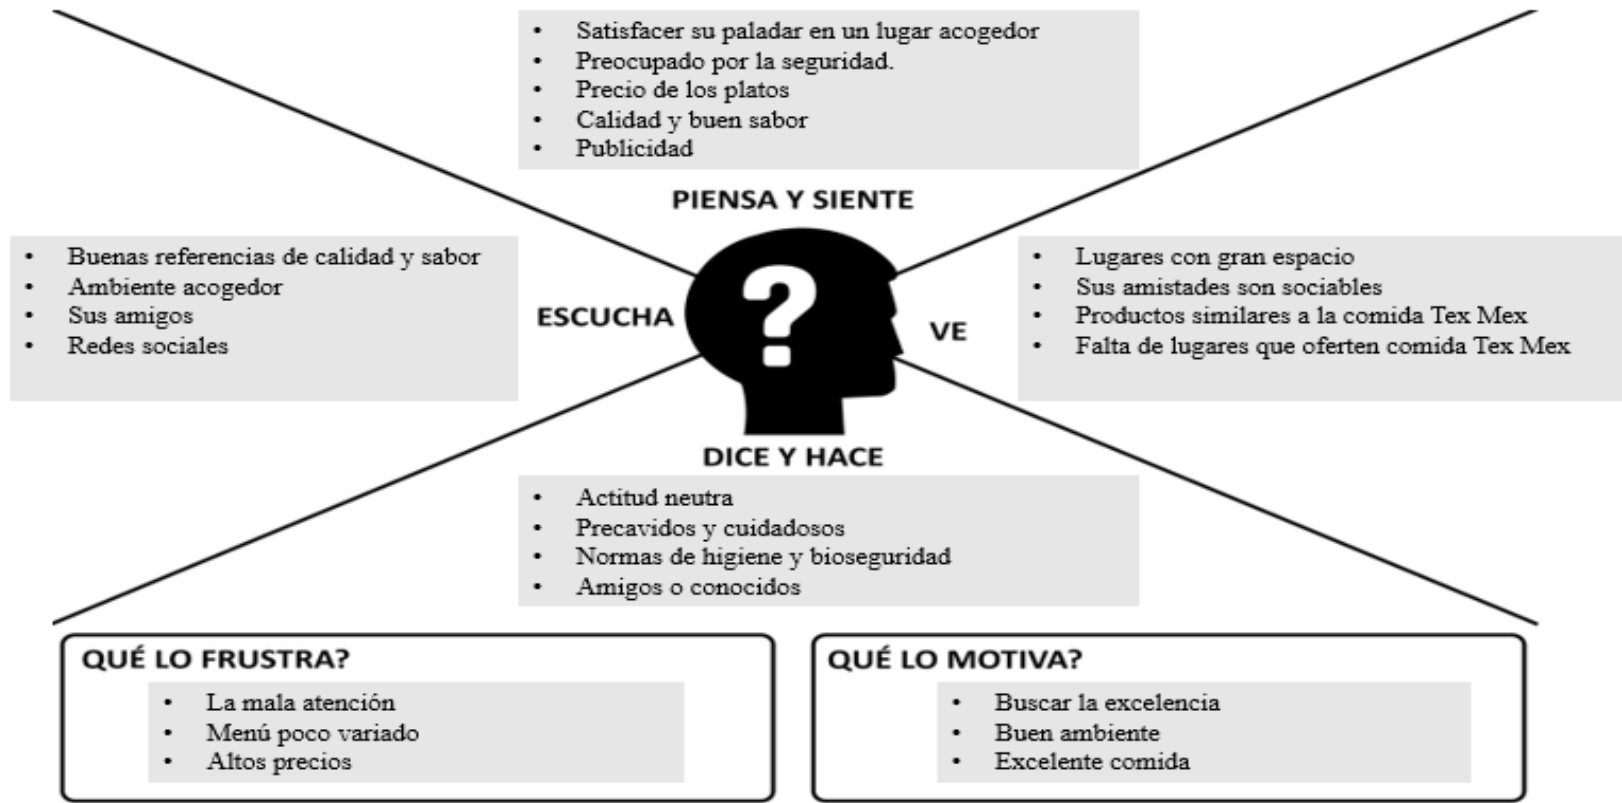 • Satisfacer su paladar en un lugar acogedor
• Preocupado por la seguridad.
• Precio de los platos
• Calidad y buen sabor
• Publicidad
PIENSA Y SIENTE
• Buenas referencias de calidad y sabor
• Ambiente acogedor
• Sus amigos
• Redes sociales
ESCUCHA
?
VE
• Lugares con gran espacio
• Sus amistades son sociables
• Productos similares a la comida Tex Mex
• Falta de lugares que oferten comida Tex Mex
DICE Y HACE
• Actitud neutra
• Precavidos y cuidadosos
• Normas de higiene y bioseguridad
• Amigos o conocidos
QUÉ LO FRUSTRA?
• La mala atención
• Menú poco variado
• Altos precios
QUÉ LO MOTIVA?
• Buscar la excelencia
• Buen ambiente
• Excelente comida